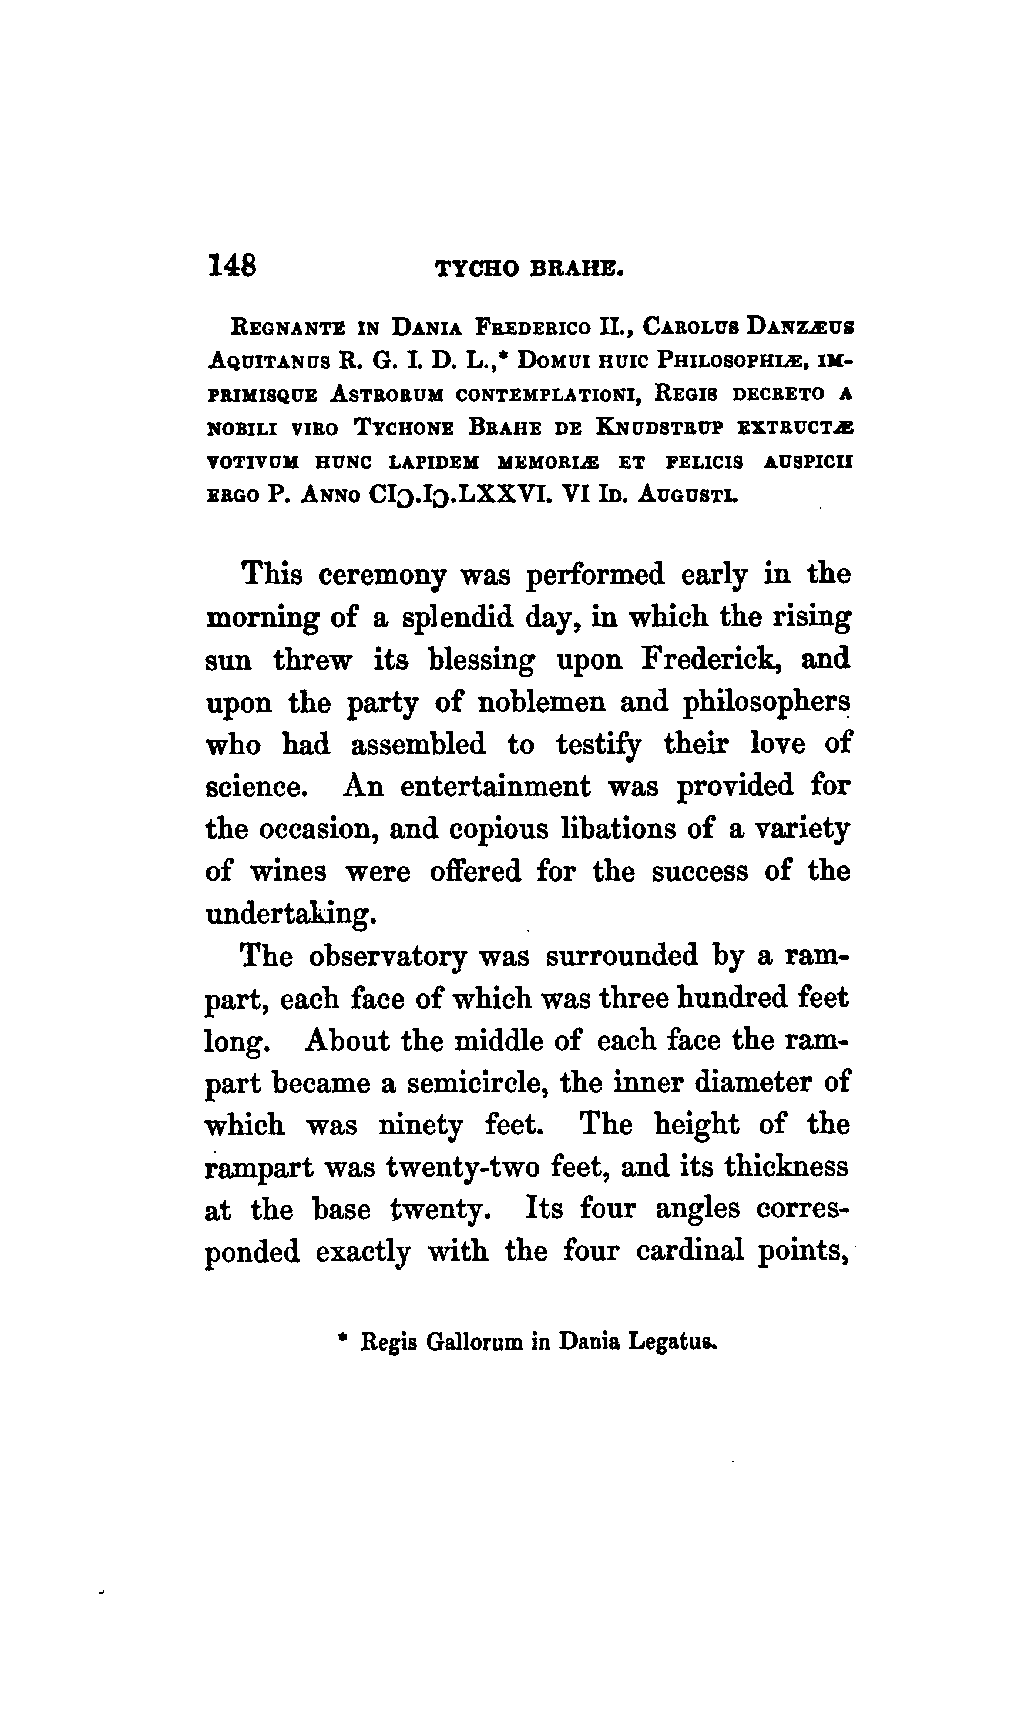 148 TYCHO BRAHE.
Regnante in Dania Frederico II., Carolus Danzæus
Aquitanus R. G. I. D. L.,* Domui huic Philosophiæ, im-
primisque Astrorum contemplationi, Regis decreto a
nobili viro Tychone Brahe de Knudstrup extructæ
votivum hunc lapidem memoriæ et felicis auspicii
ergo P. Anno CIↃ.IↃ.LXXVI. VI Id. Augusti.
This ceremony was performed early in the
morning of a splendid day, in which the rising
sun threw its blessing upon Frederick, and
upon the party of noblemen and philosophers
who had assembled to testify their love of
science. An entertainment was provided for
the occasion, and copious libations of a variety
of wines were offered for the success of the
undertaking.
The observatory was surrounded by a ram-
part, each face of which was three hundred feet
long. About the middle of each face the ram-
part became a semicircle, the inner diameter of
which was ninety feet. The height of the
rampart was twenty-two feet, and its thickness
at the base twenty. Its four angles corres-
ponded exactly with the four cardinal points,
* Regis Gallorum in Dania Legatus.